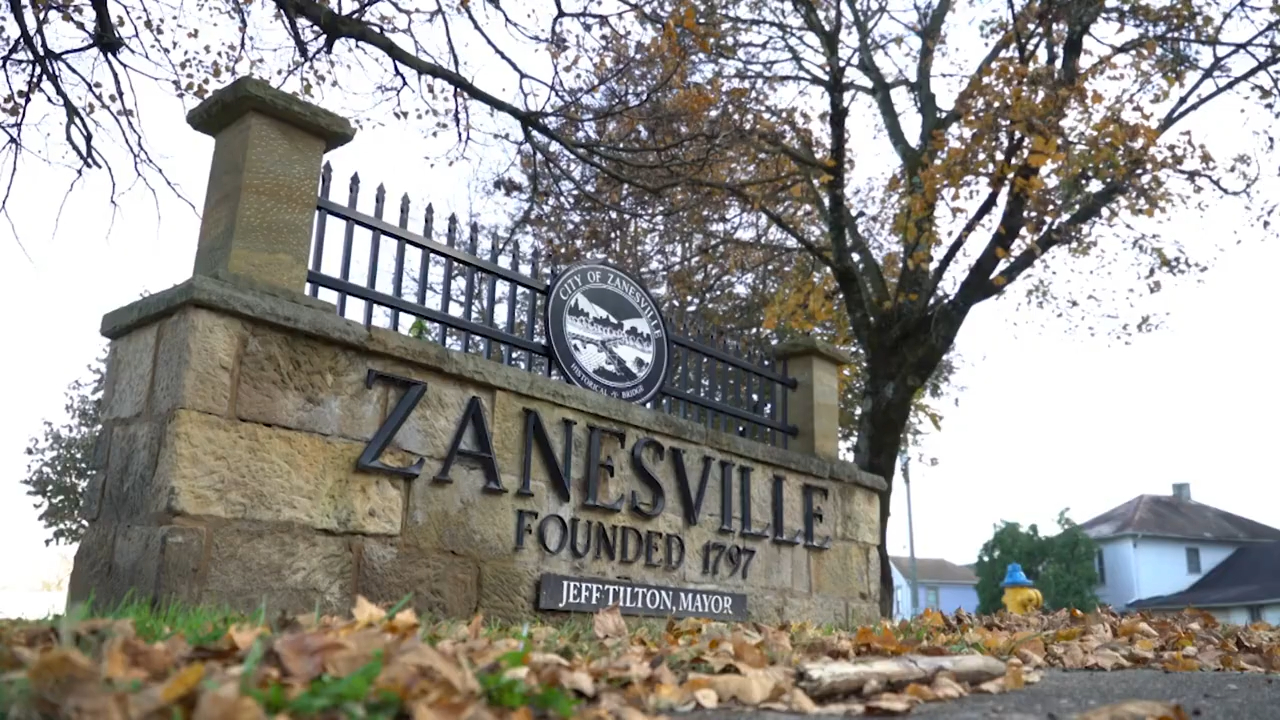 CITY OF ZANESVILLE
HISTORICAL "Y" BRIDGE
ZANESVILLE
FOUNDED 1797
JEFF TILTON, MAYOR